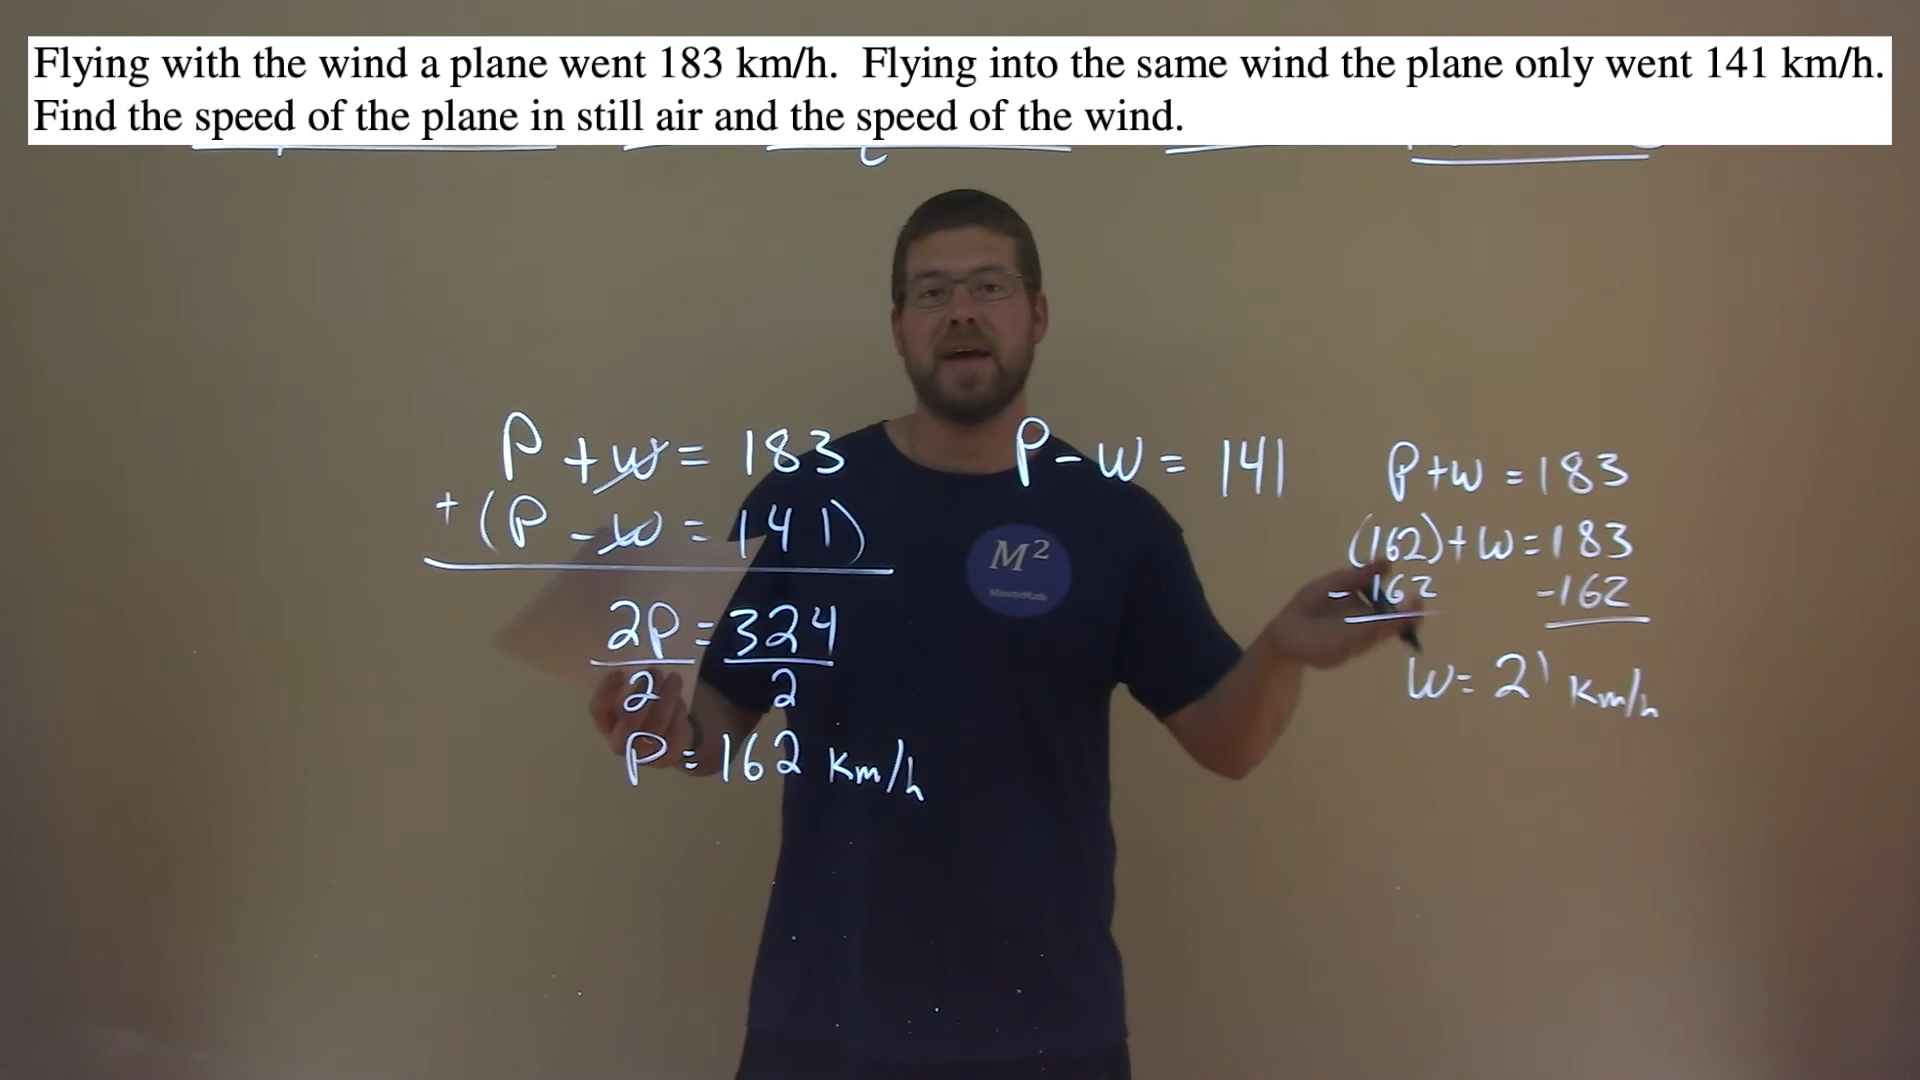 Flying with the wind a plane went 183 km/h. Flying into the same wind the plane only went 141 km/h.
Find the speed of the plane in still air and the speed of the wind.
P + w = 183
+ (P - w = 141)
2P = 324
2 2
P = 162 km/h
P - w = 141
P + w = 183
(162) + w = 183
- 162 - 162
w = 21 km/h
M²
MinuteMath